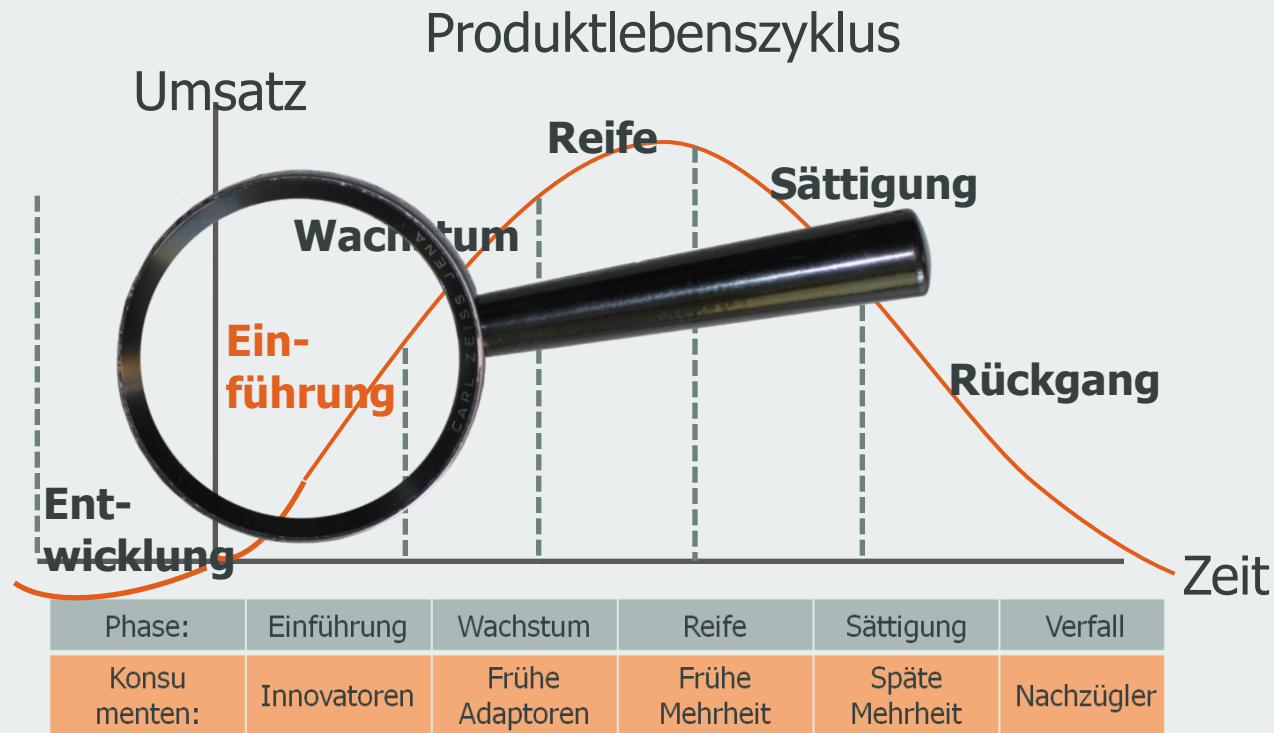 Produktlebenszyklus
Umsatz
Reife
Sättigung
Wachstum
CARL ZEISS JENA
Ein-
führung
Rückgang
Ent-
wicklung
Zeit
Phase: Einführung Wachstum Reife Sättigung Verfall
Konsu
menten:
Innovatoren
Frühe
Adaptoren
Frühe
Mehrheit
Späte
Mehrheit
Nachzügler